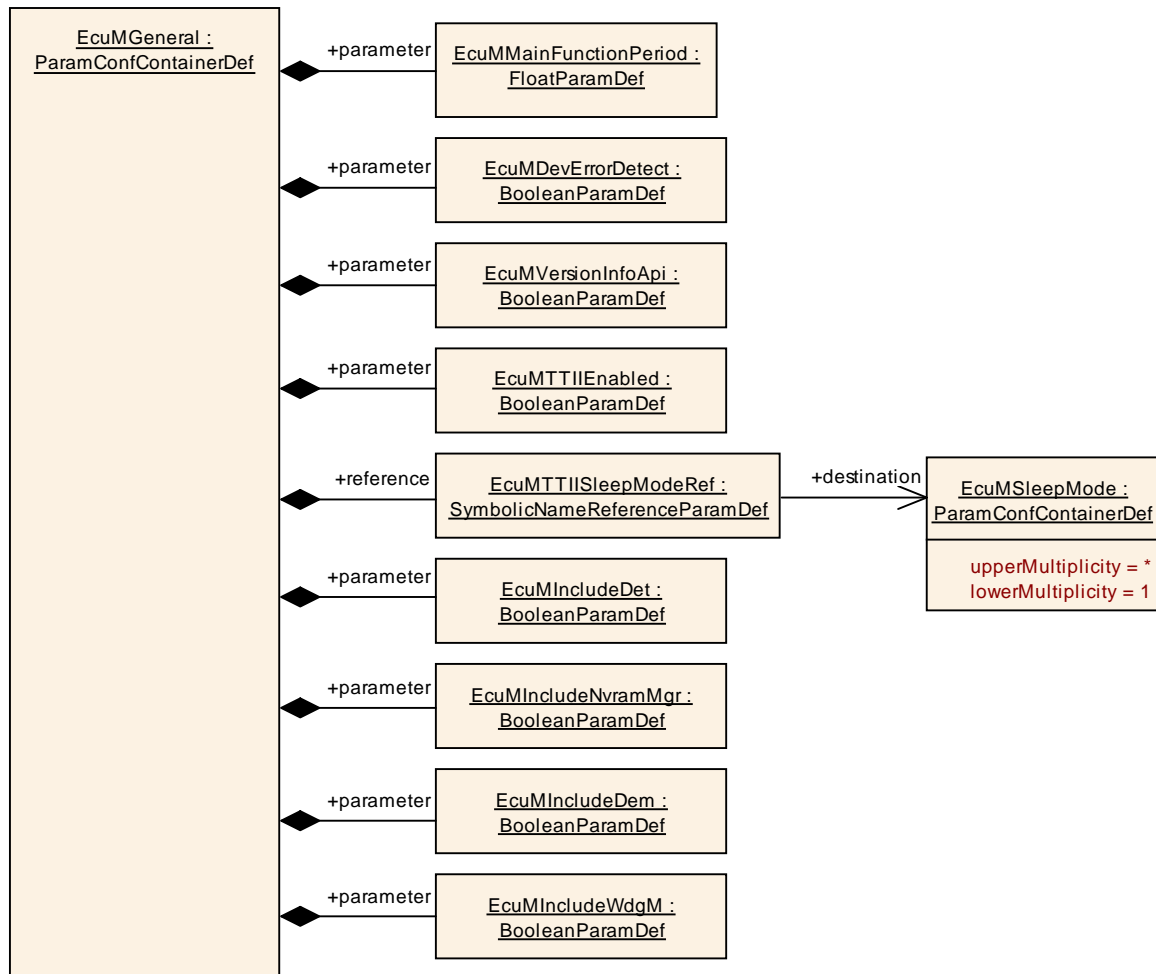 EcuMGeneral :
ParamConfContainerDef
+parameter
EcuMMainFunctionPeriod :
FloatParamDef
+parameter
EcuMDevErrorDetect :
BooleanParamDef
+parameter
EcuMVersionInfoApi :
BooleanParamDef
+parameter
EcuMTTIIEnabled :
BooleanParamDef
+reference
EcuMTTIISleepModeRef :
SymbolicNameReferenceParamDef
+destination
EcuMSleepMode :
ParamConfContainerDef
upperMultiplicity = *
lowerMultiplicity = 1
+parameter
EcuMIncludeDet :
BooleanParamDef
+parameter
EcuMIncludeNvramMgr :
BooleanParamDef
+parameter
EcuMIncludeDem :
BooleanParamDef
+parameter
EcuMIncludeWdgM :
BooleanParamDef